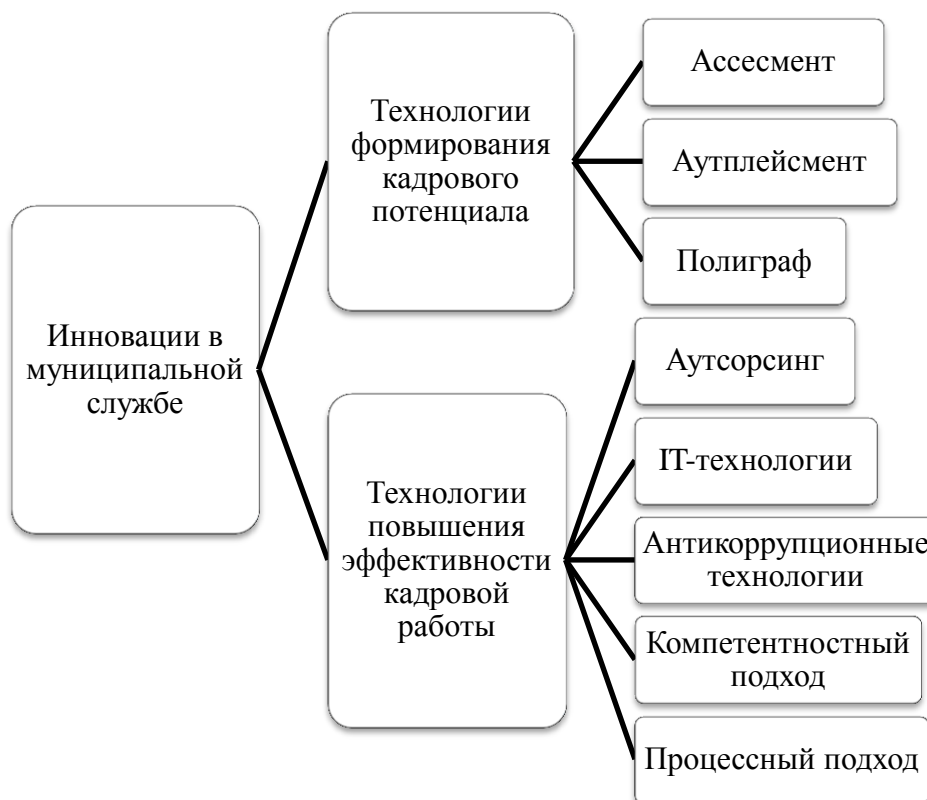 Инновации в
муниципальной
службе
Технологии
формирования
кадрового
потенциала
Ассесмент
Аутплейсмент
Полиграф
Технологии
повышения
эффективности
кадровой
работы
Аутсорсинг
IT-технологии
Антикоррупционные
технологии
Компетентностный
подход
Процессный подход